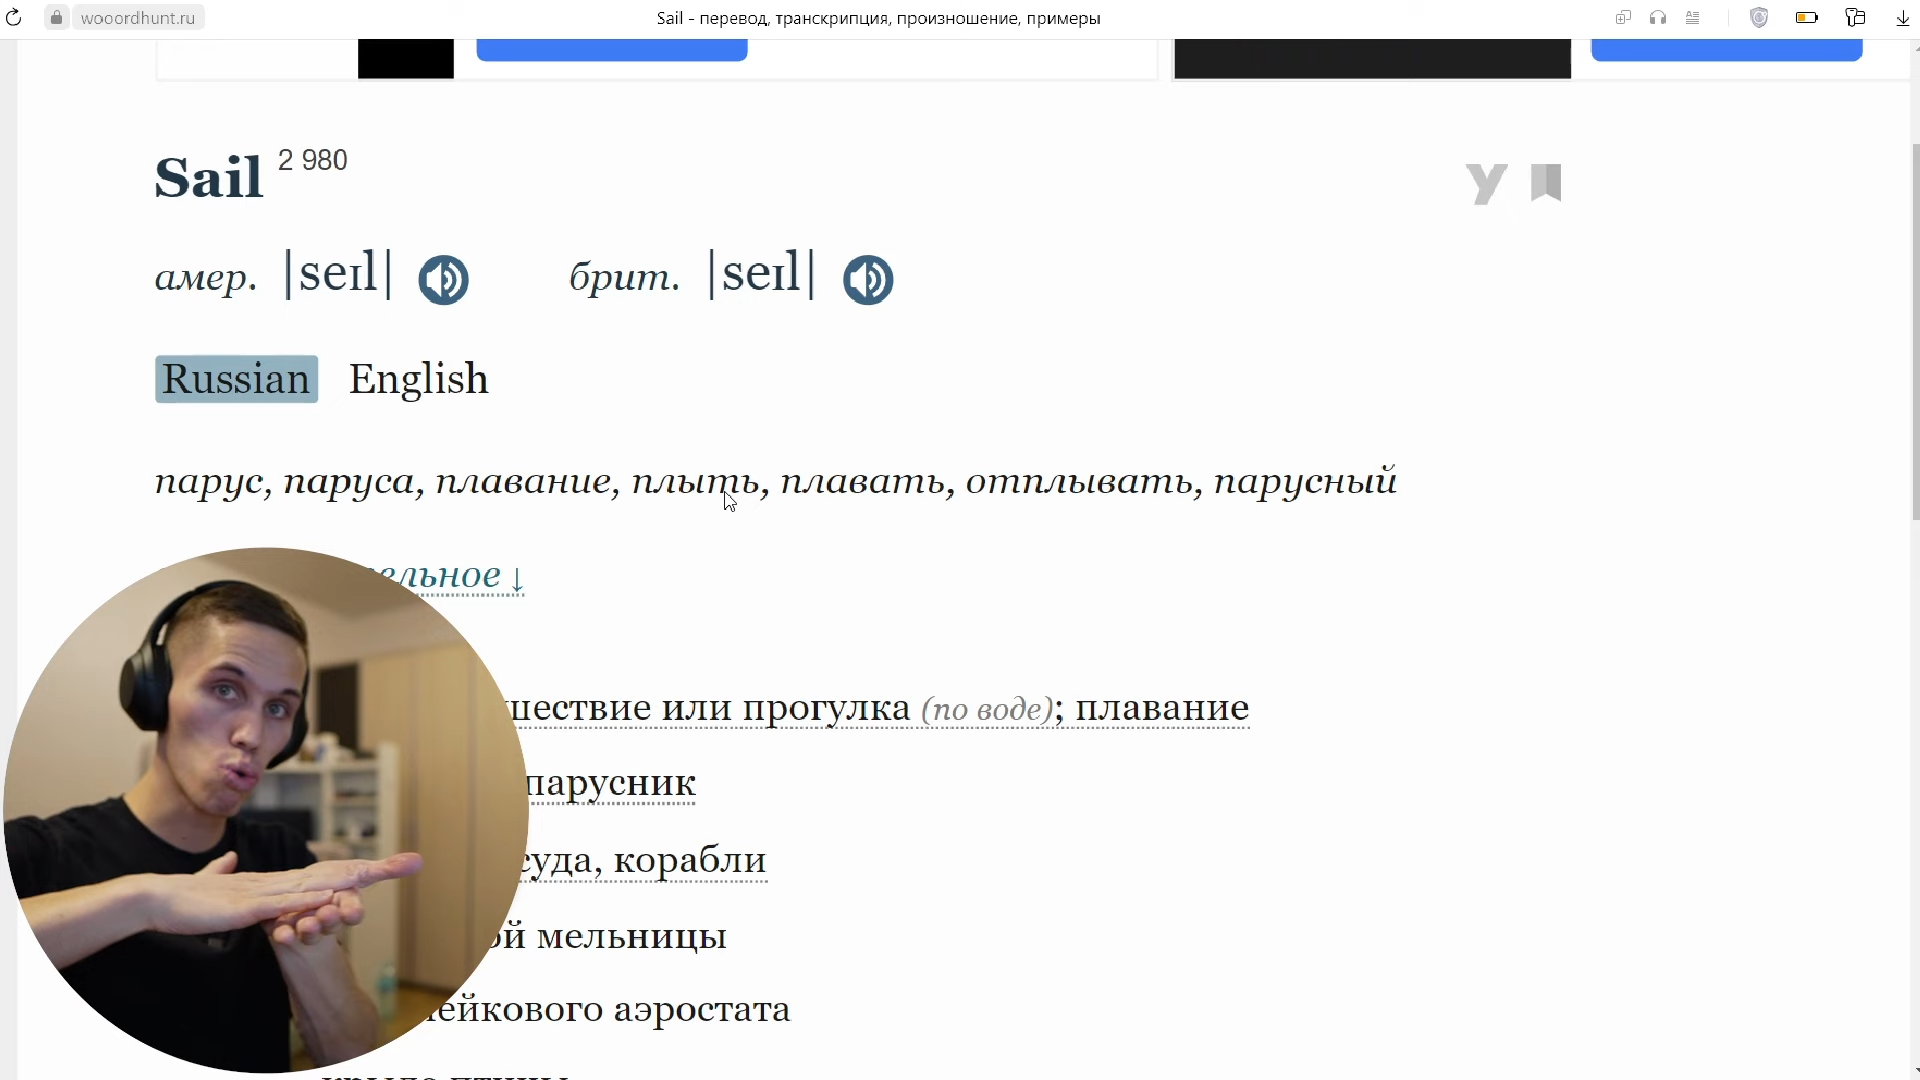 wooordhunt.ru
Sail - перевод, транскрипция, произношение, примеры
Sail 2 980
амер. |seɪl| брит. |seɪl|
Russian English
парус, паруса, плавание, плыть, плавать, отплывать, парусный
ельное ↓
шествие или прогулка (по воде); плавание
парусник
суда, корабли
ой мельницы
ейкового аэростата